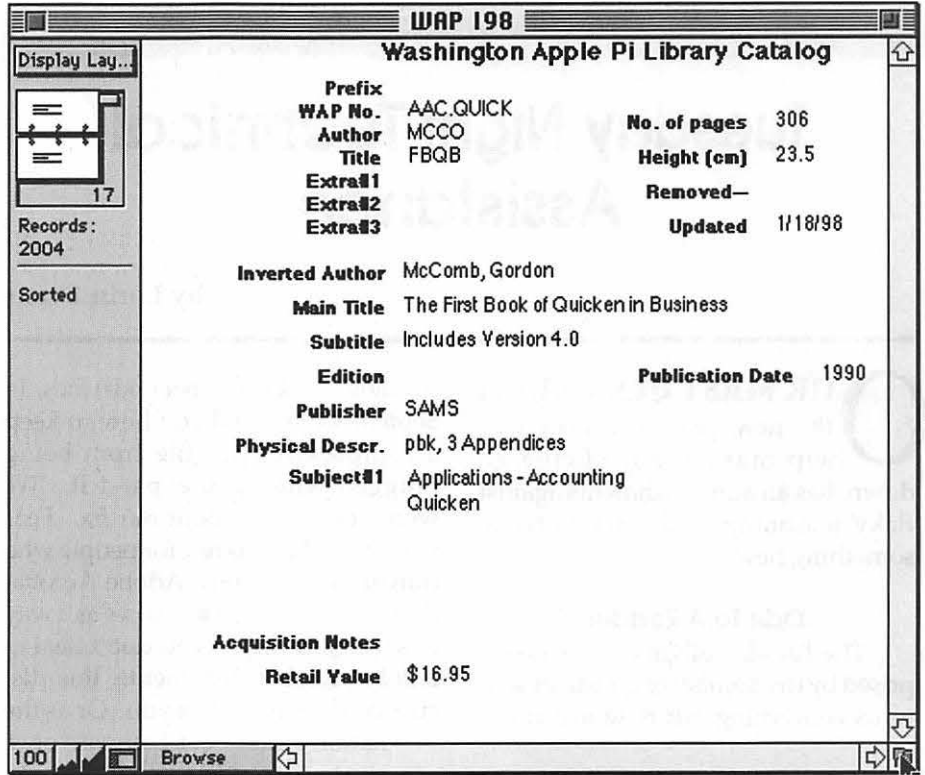 WAP 198
Display Lay...
17
Records:
2004
Sorted
Washington Apple Pi Library Catalog
Prefix
WAP No. AAC.QUICK
Author MCCO
Title FBQB
Extra#1
Extra#2
Extra#3
No. of pages 306
Height (cm) 23.5
Removed—
Updated 1/18/98
Inverted Author McComb, Gordon
Main Title The First Book of Quicken in Business
Subtitle Includes Version 4.0
Edition
Publication Date 1990
Publisher SAMS
Physical Descr. pbk, 3 Appendices
Subject#1 Applications - Accounting
Quicken
Acquisition Notes
Retail Value $16.95
100
Browse